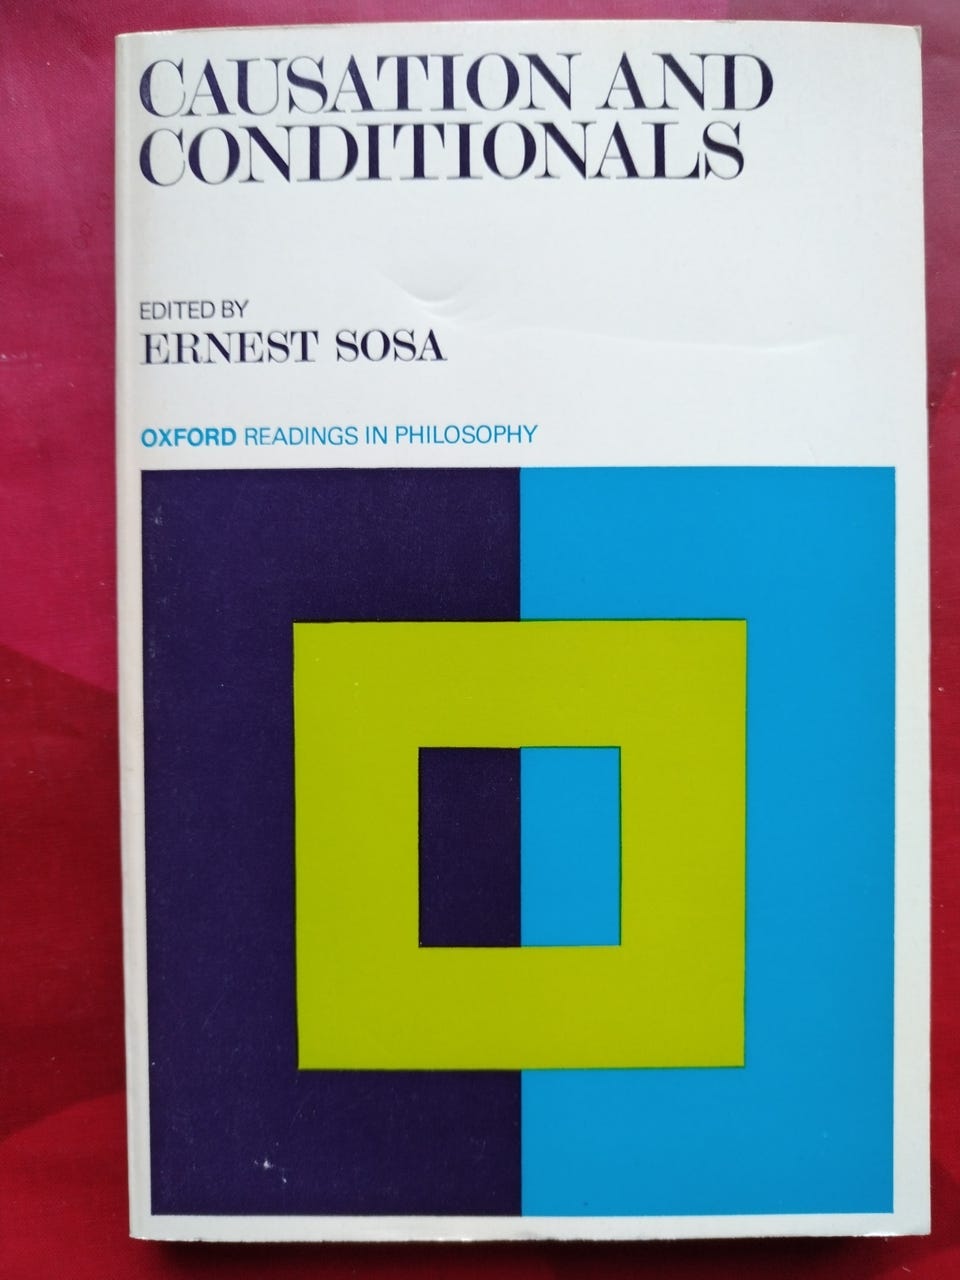 CAUSATION AND
CONDITIONALS
EDITED BY
ERNEST SOSA
OXFORD READINGS IN PHILOSOPHY